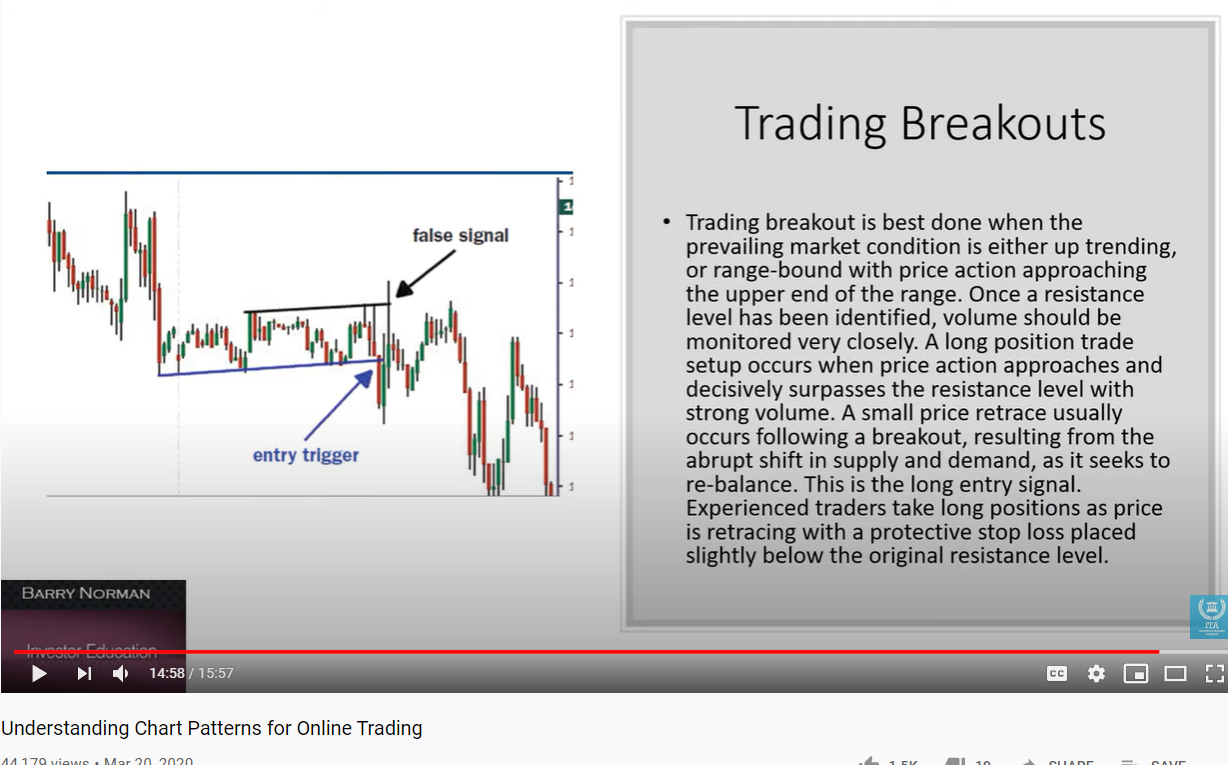 Trading Breakouts
• Trading breakout is best done when the
prevailing market condition is either up trending,
or range-bound with price action approaching
the upper end of the range. Once a resistance
level has been identified, volume should be
monitored very closely. A long position trade
setup occurs when price action approaches and
decisively surpasses the resistance level with
strong volume. A small price retrace usually
occurs following a breakout, resulting from the
abrupt shift in supply and demand, as it seeks to
re-balance. This is the long entry signal.
Experienced traders take long positions as price
is retracing with a protective stop loss placed
slightly below the original resistance level.
false signal
entry trigger
BARRY NORMAN
Investor Education
ITA
14:58 / 15:57
CC
Understanding Chart Patterns for Online Trading
44,179 views • Mar 20, 2020
1.5K 19 SHARE SAVE